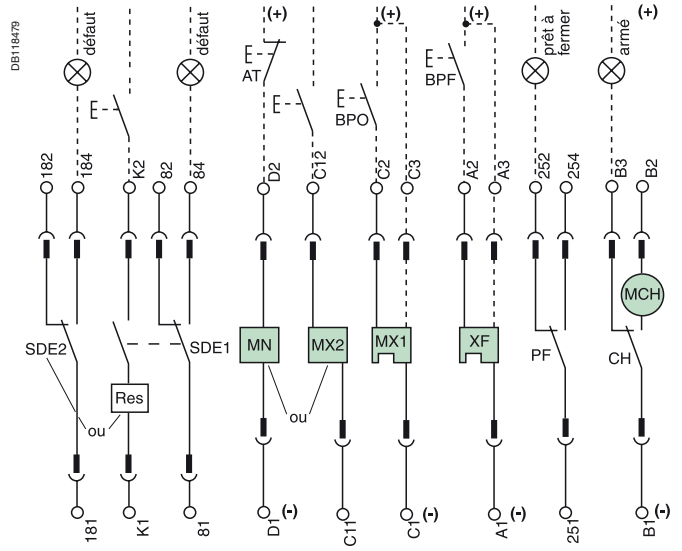 DB118479
défaut
défaut
(+)
(+)
(+)
prêt à
fermer
armé
(+)
AT
BPO
BPF
182
184
K2
82
84
D2
C12
C2
C3
A2
A3
252
254
B3
B2
MCH
SDE2
SDE1
MN
MX2
MX1
XF
PF
CH
Res
ou
ou
181
K1
81
D1
(-)
C11
C1
(-)
A1
(-)
251
B1
(-)